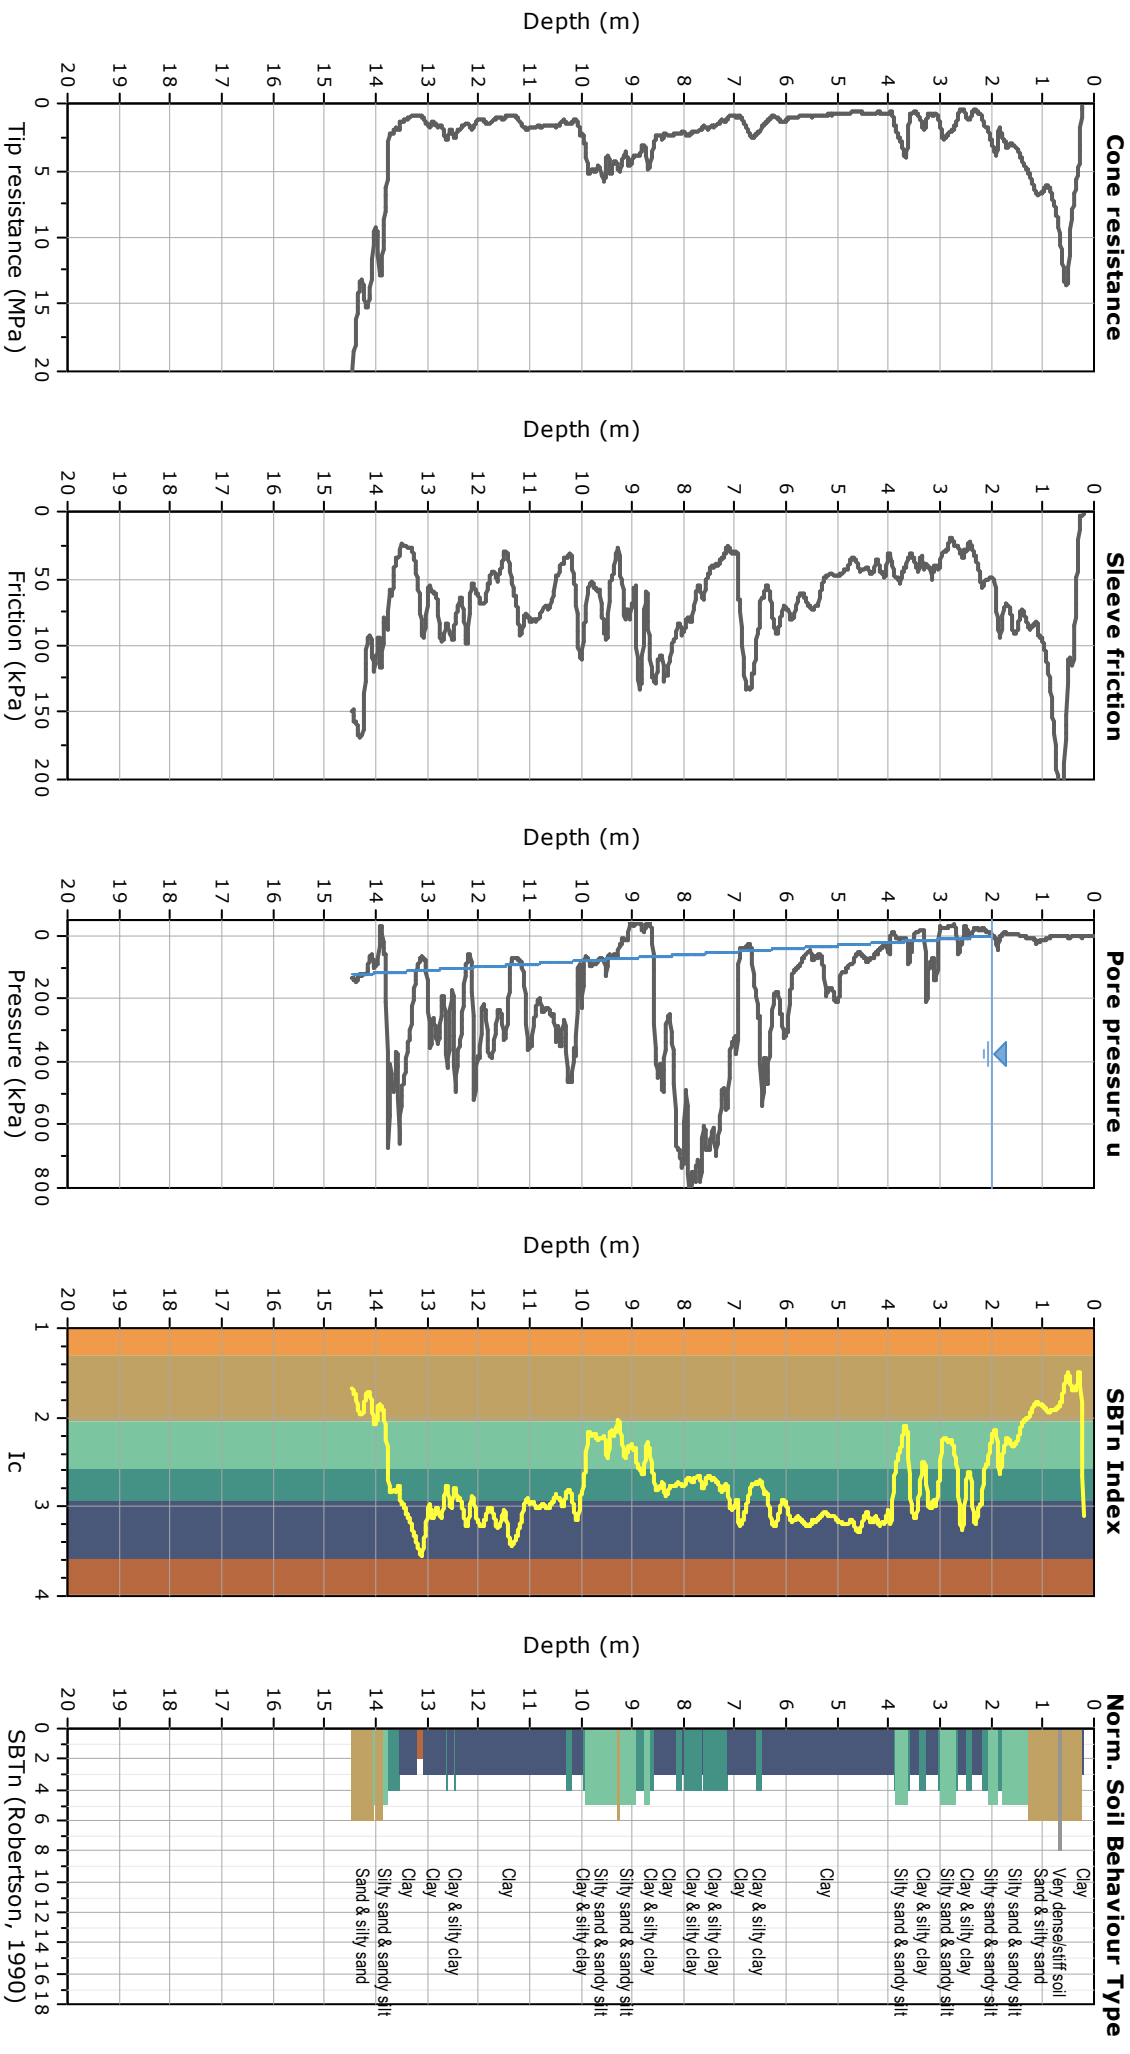 Cone resistance
Depth (m)
0 1 2 3 4 5 6 7 8 9 10 11 12 13 14 15 16 17 18 19 20
0 5 10 15 20
Tip resistance (MPa)
Sleeve friction
Depth (m)
0 1 2 3 4 5 6 7 8 9 10 11 12 13 14 15 16 17 18 19 20
0 50 100 150 200
Friction (kPa)
Pore pressure u
Depth (m)
0 1 2 3 4 5 6 7 8 9 10 11 12 13 14 15 16 17 18 19 20
0 200 400 600 800
Pressure (kPa)
SBTn Index
Depth (m)
0 1 2 3 4 5 6 7 8 9 10 11 12 13 14 15 16 17 18 19 20
1 2 3 4
Ic
Norm. Soil Behaviour Type
Depth (m)
0 1 2 3 4 5 6 7 8 9 10 11 12 13 14 15 16 17 18 19 20
Clay
Very dense/stiff soil
Sand & silty sand
Silty sand & sandy silt
Silty sand & sandy silt
Clay & silty clay
Silty sand & sandy silt
Clay & silty clay
Silty sand & sandy silt
Clay
Clay & silty clay
Clay
Clay & silty clay
Clay & silty clay
Clay
Clay & silty clay
Silty sand & sandy silt
Silty sand & sandy silt
Clay & silty clay
Clay
Clay & silty clay
Clay
Clay
Silty sand & sandy silt
Sand & silty sand
0 2 4 6 8 10 12 14 16 18
SBTn (Robertson, 1990)